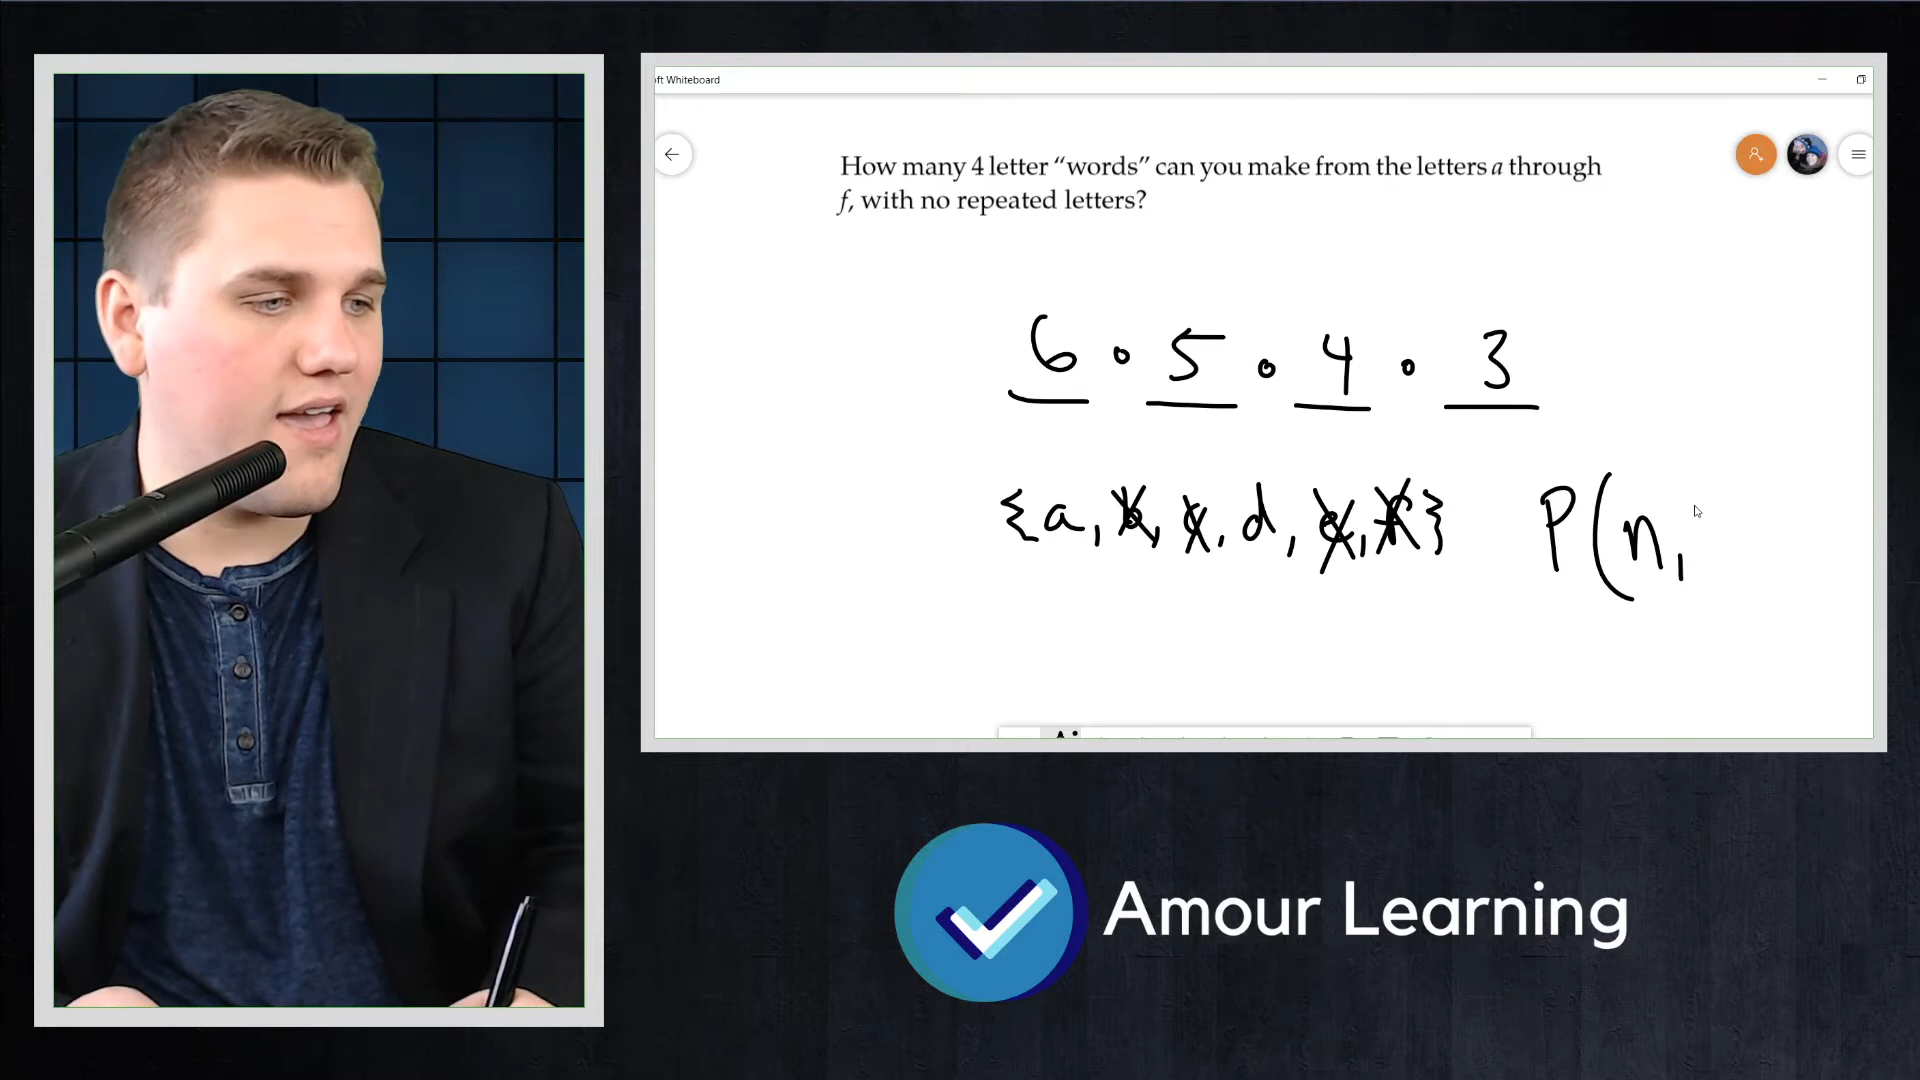 oft Whiteboard
How many 4 letter “words” can you make from the letters a through
f, with no repeated letters?
6 · 5 · 4 · 3
{a, b, c, d, e, f} P(n,
Amour Learning